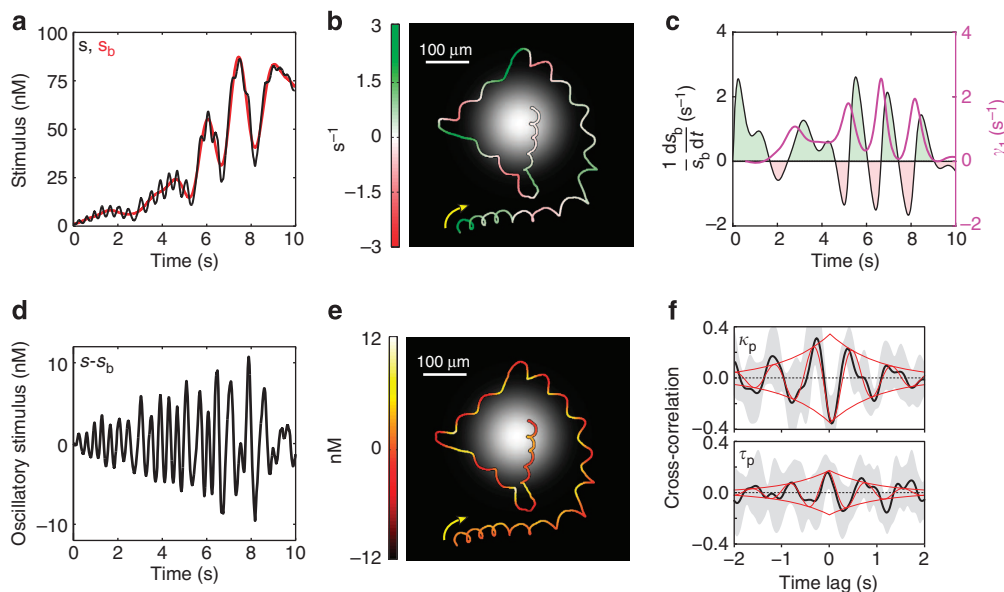 a
s, s_b
Stimulus (nM)
100
75
50
25
0
0 2 4 6 8 10
Time (s)
b
3
1.5
0
−1.5
−3
s⁻¹
100 µm
c
1/s_b ds_b/dt (s⁻¹)
4
2
0
−2
4
2
0
−2
γ₁ (s⁻¹)
0 2 4 6 8 10
Time (s)
d
s-s_b
Oscillatory stimulus (nM)
10
0
−10
0 2 4 6 8 10
Time (s)
e
12
0
−12
nM
100 µm
f
Cross-correlation
0.4
0.0
−0.4
κ_p
0.4
0.0
−0.4
τ_p
−2 −1 0 1 2
Time lag (s)